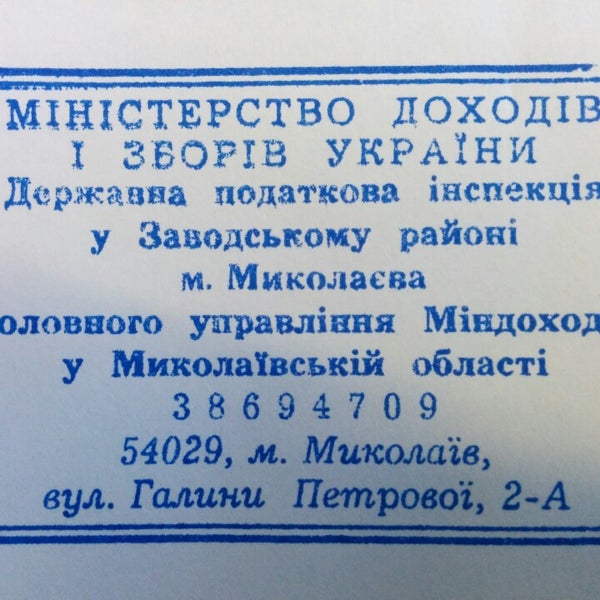 МІНІСТЕРСТВО ДОХОДІВ
І ЗБОРІВ УКРАЇНИ
Державна податкова інспекція
у Заводському районі
м. Миколаєва
оловного управління Міндоход
у Миколаївській області
38694709
54029, м. Миколаїв,
вул. Галини Петрової, 2-А